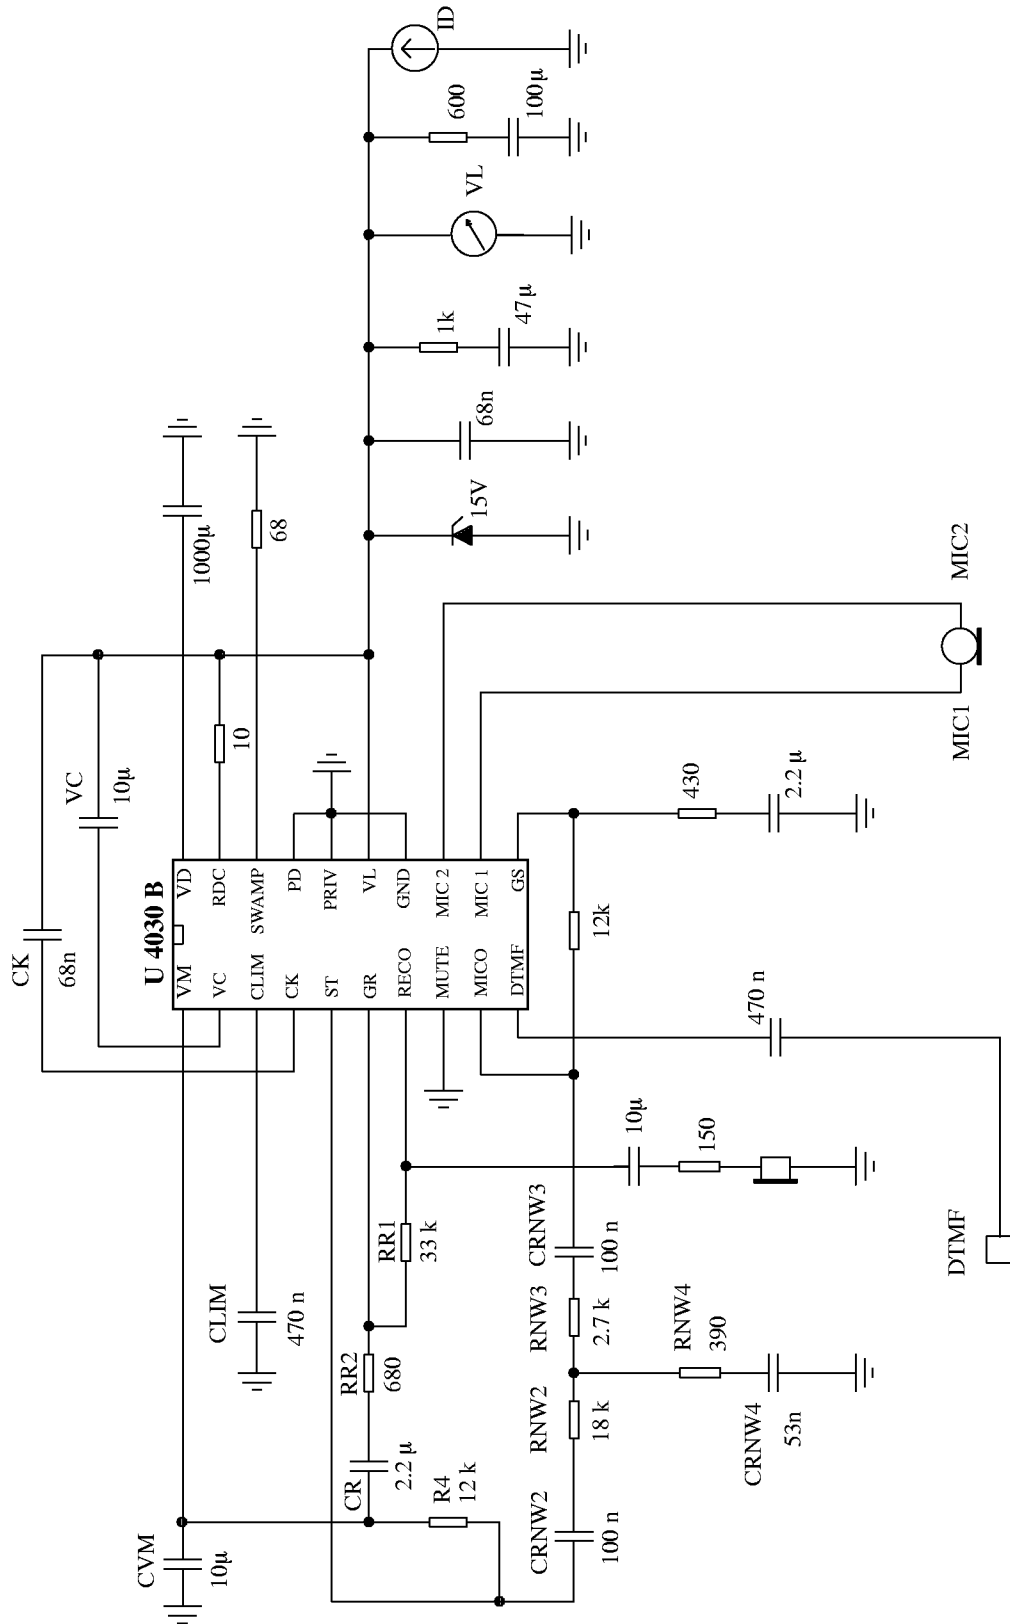 U 4030 B
VM
VC
CLIM
CK
ST
GR
RECO
MUTE
MICO
DTMF
VD
RDC
SWAMP
PD
PRIV
VL
GND
MIC 2
MIC 1
GS
CVM
10µ
CLIM
470 n
CK
68n
VC
10µ
10
1000µ
68
CR
2.2 µ
RR2
680
RR1
33 k
R4
12 k
CRNW2
100 n
RNW2
18 k
RNW3
2.7 k
CRNW3
100 n
RNW4
390
CRNW4
53n
10µ
150
470 n
DTMF
12k
430
2.2 µ
MIC1
MIC2
15V
68n
1k
47µ
VL
600
100µ
ID